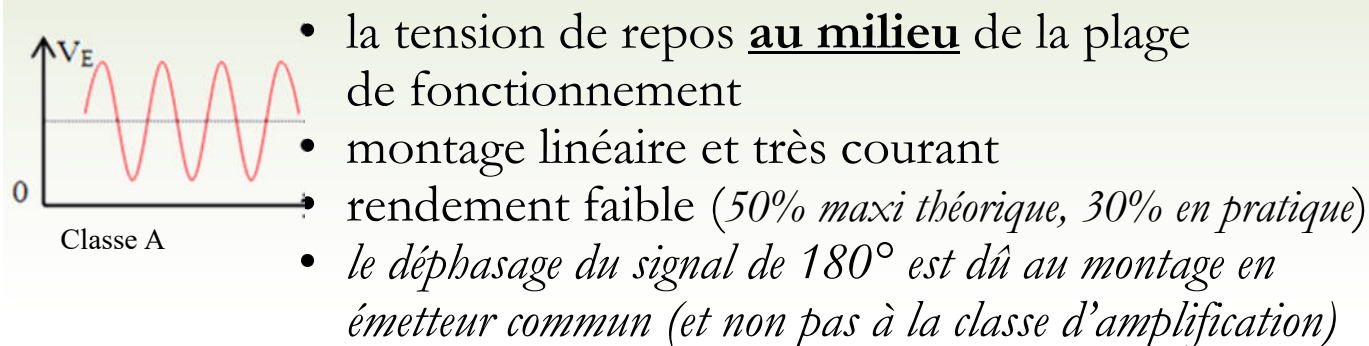 V_E
0
Classe A
• la tension de repos au milieu de la plage
de fonctionnement
• montage linéaire et très courant
• rendement faible (50% maxi théorique, 30% en pratique)
• le déphasage du signal de 180° est dû au montage en
émetteur commun (et non pas à la classe d’amplification)